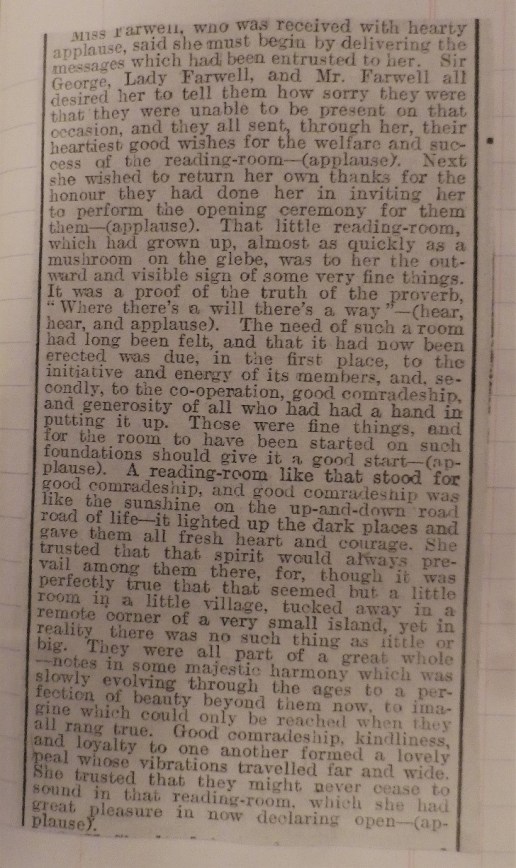 Miss Farwell, who was received with hearty
applause, said she must begin by delivering the
messages which had been entrusted to her. Sir
George, Lady Farwell, and Mr. Farwell all
desired her to tell them how sorry they were
that they were unable to be present on that
occasion, and they all sent, through her, their
heartiest good wishes for the welfare and suc-
cess of the reading-room—(applause). Next
she wished to return her own thanks for the
honour they had done her in inviting her
to perform the opening ceremony for them
them—(applause). That little reading-room,
which had grown up, almost as quickly as a
mushroom on the glebe, was to her the out-
ward and visible sign of some very fine things.
It was a proof of the truth of the proverb,
"Where there's a will there's a way"—(hear,
hear, and applause). The need of such a room
had long been felt, and that it had now been
erected was due, in the first place, to the
initiative and energy of its members, and, se-
condly, to the co-operation, good comradeship,
and generosity of all who had had a hand in
putting it up. Those were fine things, and
for the room to have been started on such
foundations should give it a good start—(ap-
plause). A reading-room like that stood for
good comradeship, and good comradeship was
like the sunshine on the up-and-down road
road of life—it lighted up the dark places and
gave them all fresh heart and courage. She
trusted that that spirit would always pre-
vail among them there, for, though it was
perfectly true that that seemed but a little
room in a little village, tucked away in a
remote corner of a very small island, yet in
reality there was no such thing as little or
big. They were all part of a great whole
—notes in some majestic harmony which was
slowly evolving through the ages to a per-
fection of beauty beyond them now, to ima-
gine which could only be reached when they
all rang true. Good comradeship, kindliness,
and loyalty to one another formed a lovely
peal whose vibrations travelled far and wide.
She trusted that they might never cease to
sound in that reading-room, which she had
great pleasure in now declaring open—(ap-
plause).